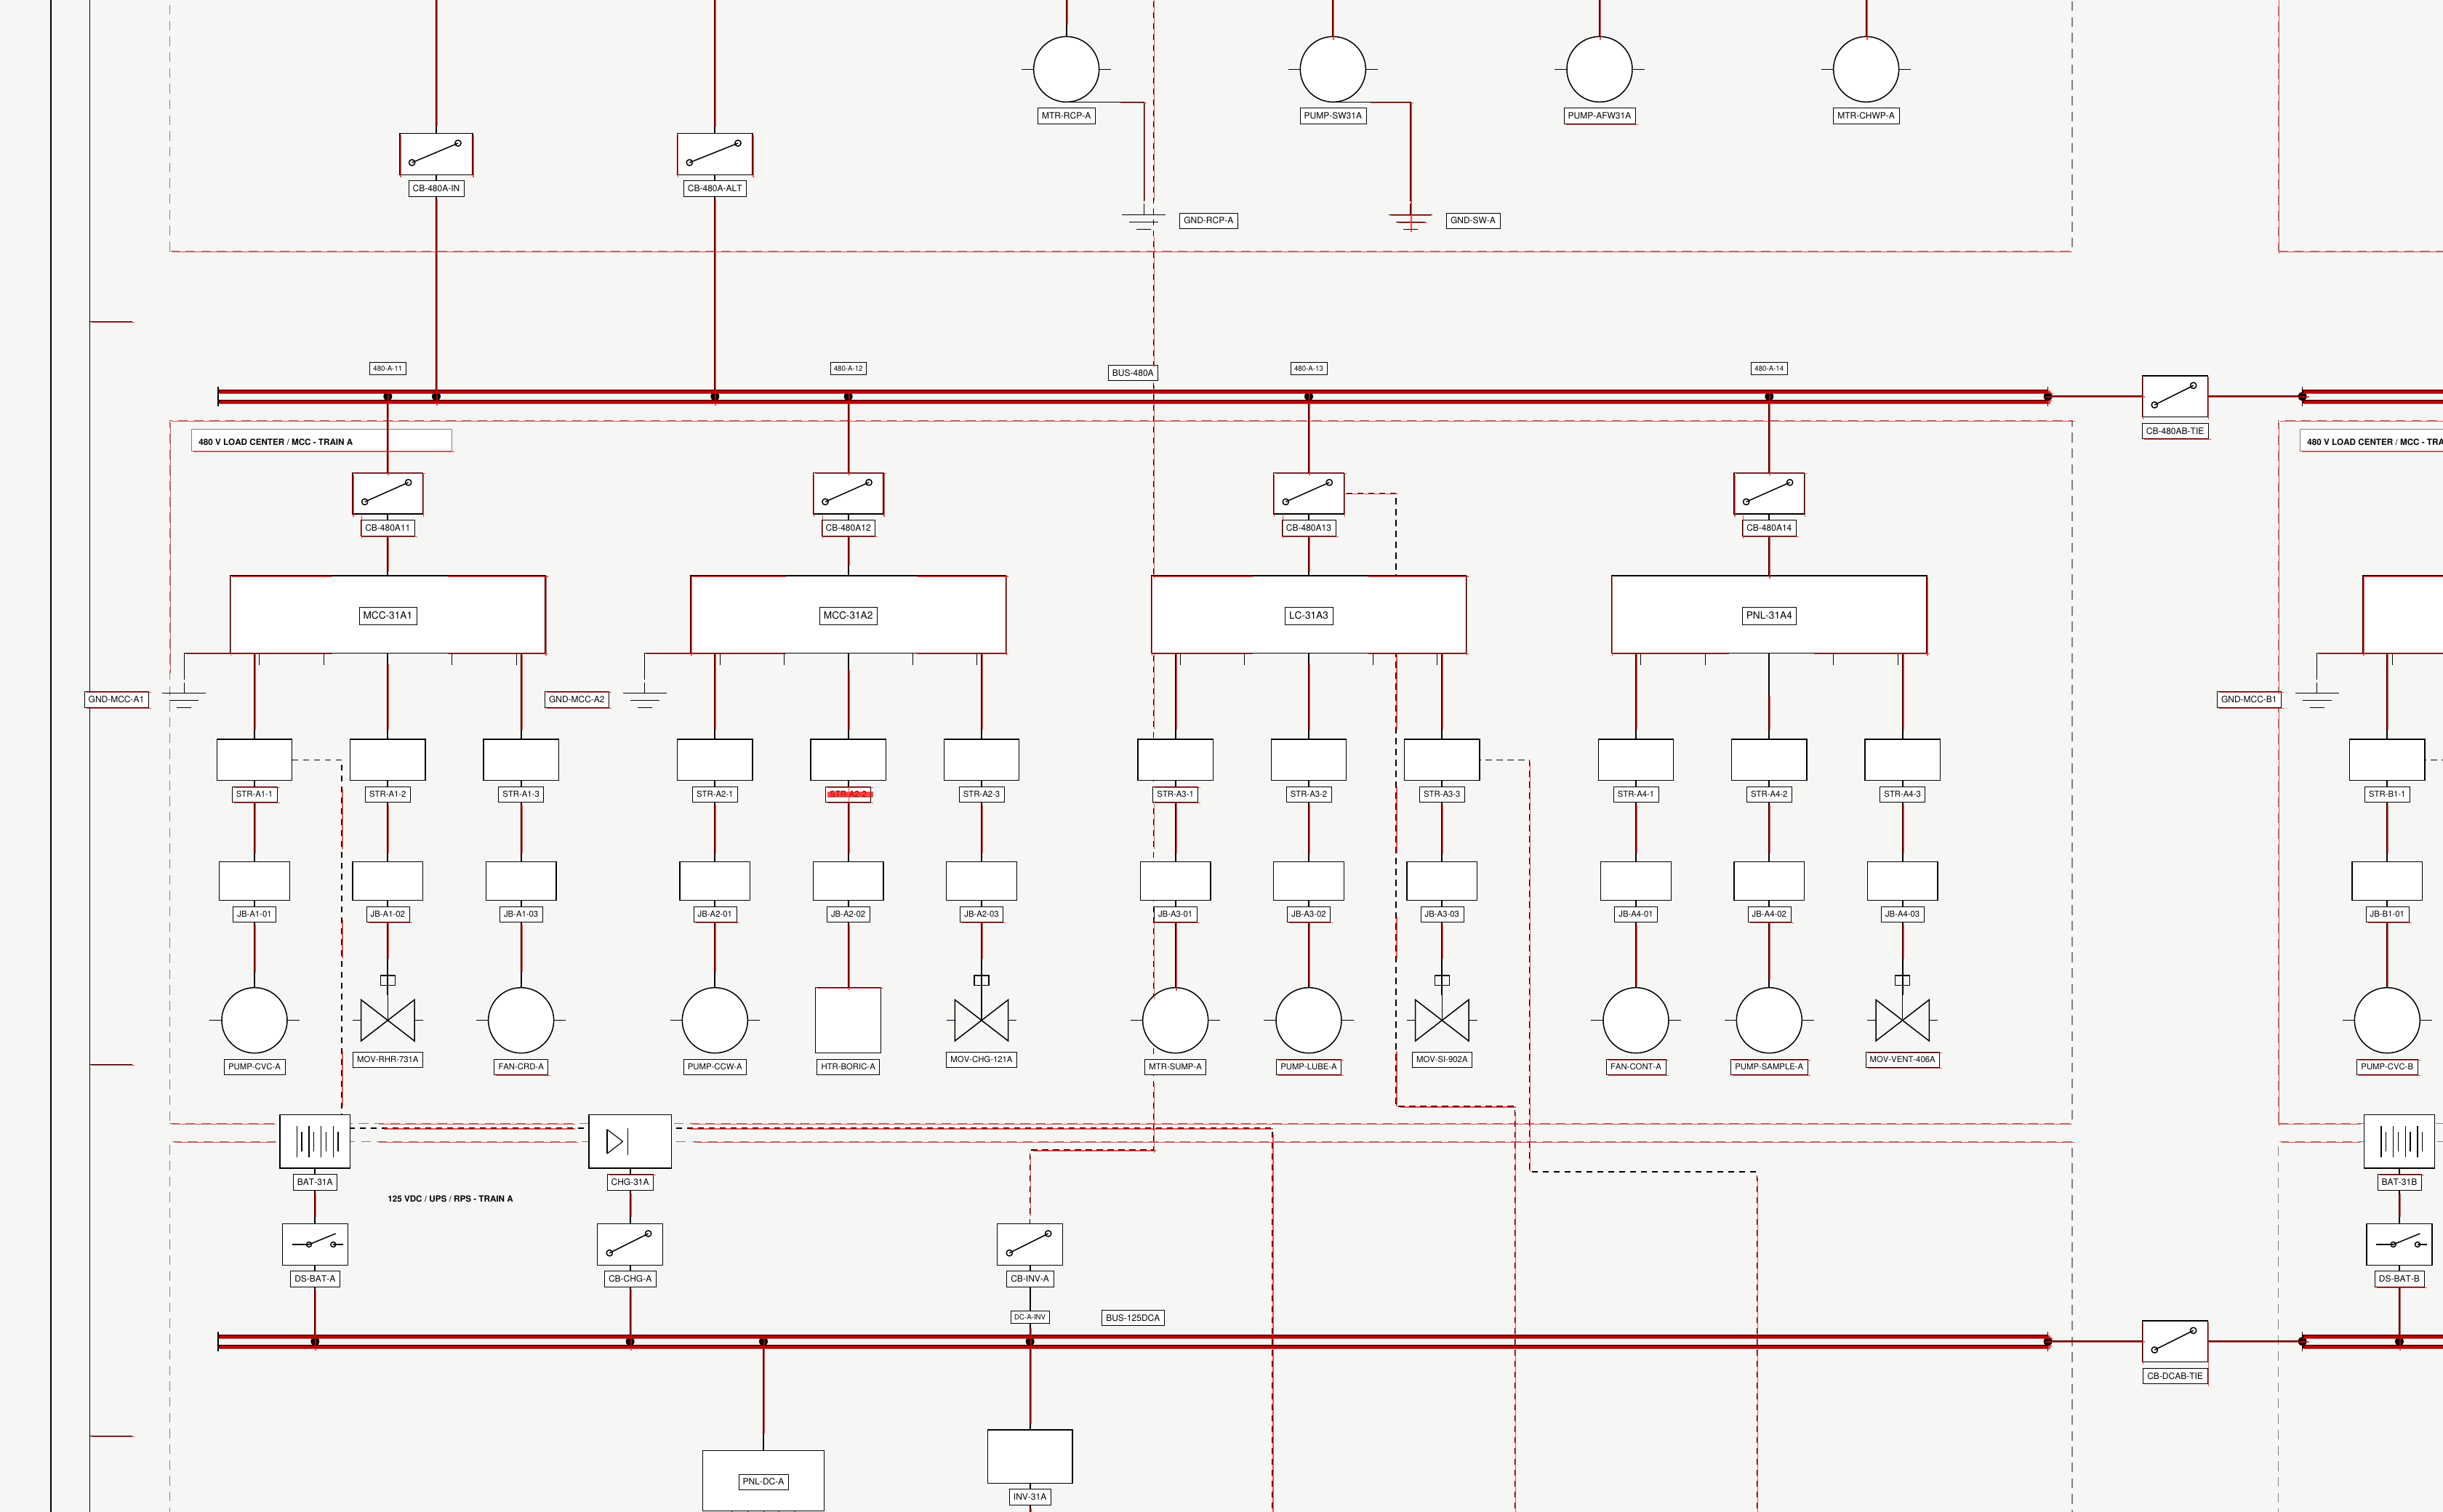 MTR-RCP-A
PUMP-SW31A
PUMP-AFW31A
MTR-CHWP-A
CB-480A-IN
CB-480A-ALT
GND-RCP-A
GND-SW-A
480-A-11
480-A-12
BUS-480A
480-A-13
480-A-14
CB-480AB-TIE
480 V LOAD CENTER / MCC - TRAIN A
480 V LOAD CENTER / MCC - TRA
CB-480A11
CB-480A12
CB-480A13
CB-480A14
MCC-31A1
MCC-31A2
LC-31A3
PNL-31A4
GND-MCC-A1
GND-MCC-A2
GND-MCC-B1
STR-A1-1
STR-A1-2
STR-A1-3
STR-A2-1
STR-A2-2
STR-A2-3
STR-A3-1
STR-A3-2
STR-A3-3
STR-A4-1
STR-A4-2
STR-A4-3
STR-B1-1
JB-A1-01
JB-A1-02
JB-A1-03
JB-A2-01
JB-A2-02
JB-A2-03
JB-A3-01
JB-A3-02
JB-A3-03
JB-A4-01
JB-A4-02
JB-A4-03
JB-B1-01
PUMP-CVC-A
MOV-RHR-731A
FAN-CRD-A
PUMP-CCW-A
HTR-BORIC-A
MOV-CHG-121A
MTR-SUMP-A
PUMP-LUBE-A
MOV-SI-902A
FAN-CONT-A
PUMP-SAMPLE-A
MOV-VENT-406A
PUMP-CVC-B
BAT-31A
CHG-31A
BAT-31B
125 VDC / UPS / RPS - TRAIN A
DS-BAT-A
CB-CHG-A
CB-INV-A
DS-BAT-B
DC-A-INV
BUS-125DCA
CB-DCAB-TIE
PNL-DC-A
INV-31A